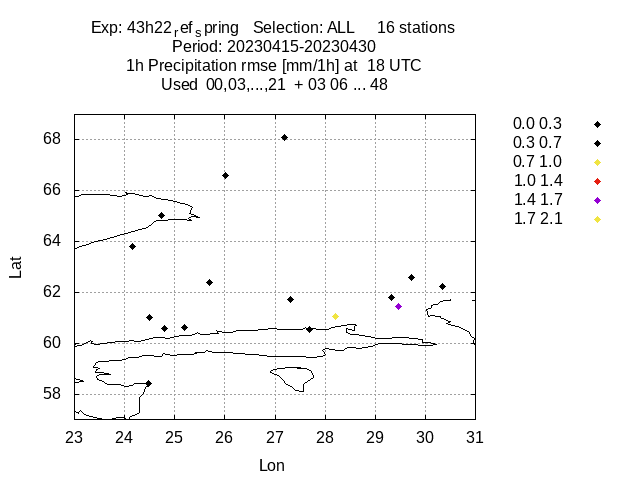 Exp: 43h22ref spring   Selection: ALL     16 stations
Period: 20230415-20230430
1h Precipitation rmse [mm/1h] at  18 UTC
Used  00,03,...,21  + 03 06 ... 48
0.0 0.3
0.3 0.7
0.7 1.0
1.0 1.4
1.4 1.7
1.7 2.1
68
66
64
62
60
58
Lat
23 24 25 26 27 28 29 30 31
Lon